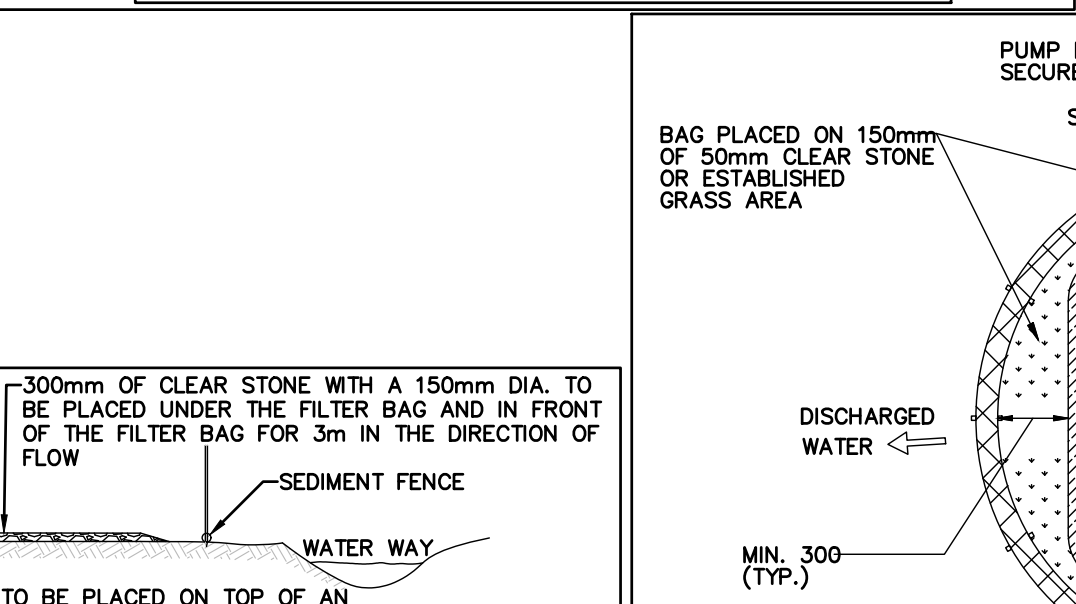 PUMP
SECURE
BAG PLACED ON 150mm
OF 50mm CLEAR STONE
OR ESTABLISHED
GRASS AREA
300mm OF CLEAR STONE WITH A 150mm DIA. TO
BE PLACED UNDER THE FILTER BAG AND IN FRONT
OF THE FILTER BAG FOR 3m IN THE DIRECTION OF
FLOW
SEDIMENT FENCE
WATER WAY
TO BE PLACED ON TOP OF AN
DISCHARGED
WATER
MIN. 300
(TYP.)